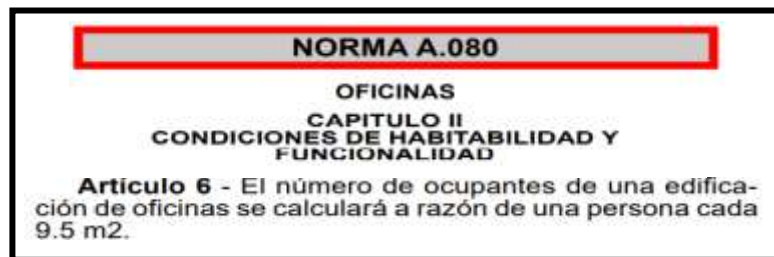 NORMA A.080
OFICINAS
CAPITULO II
CONDICIONES DE HABITABILIDAD Y
FUNCIONALIDAD
Artículo 6 - El número de ocupantes de una edifica-
ción de oficinas se calculará a razón de una persona cada
9.5 m2.